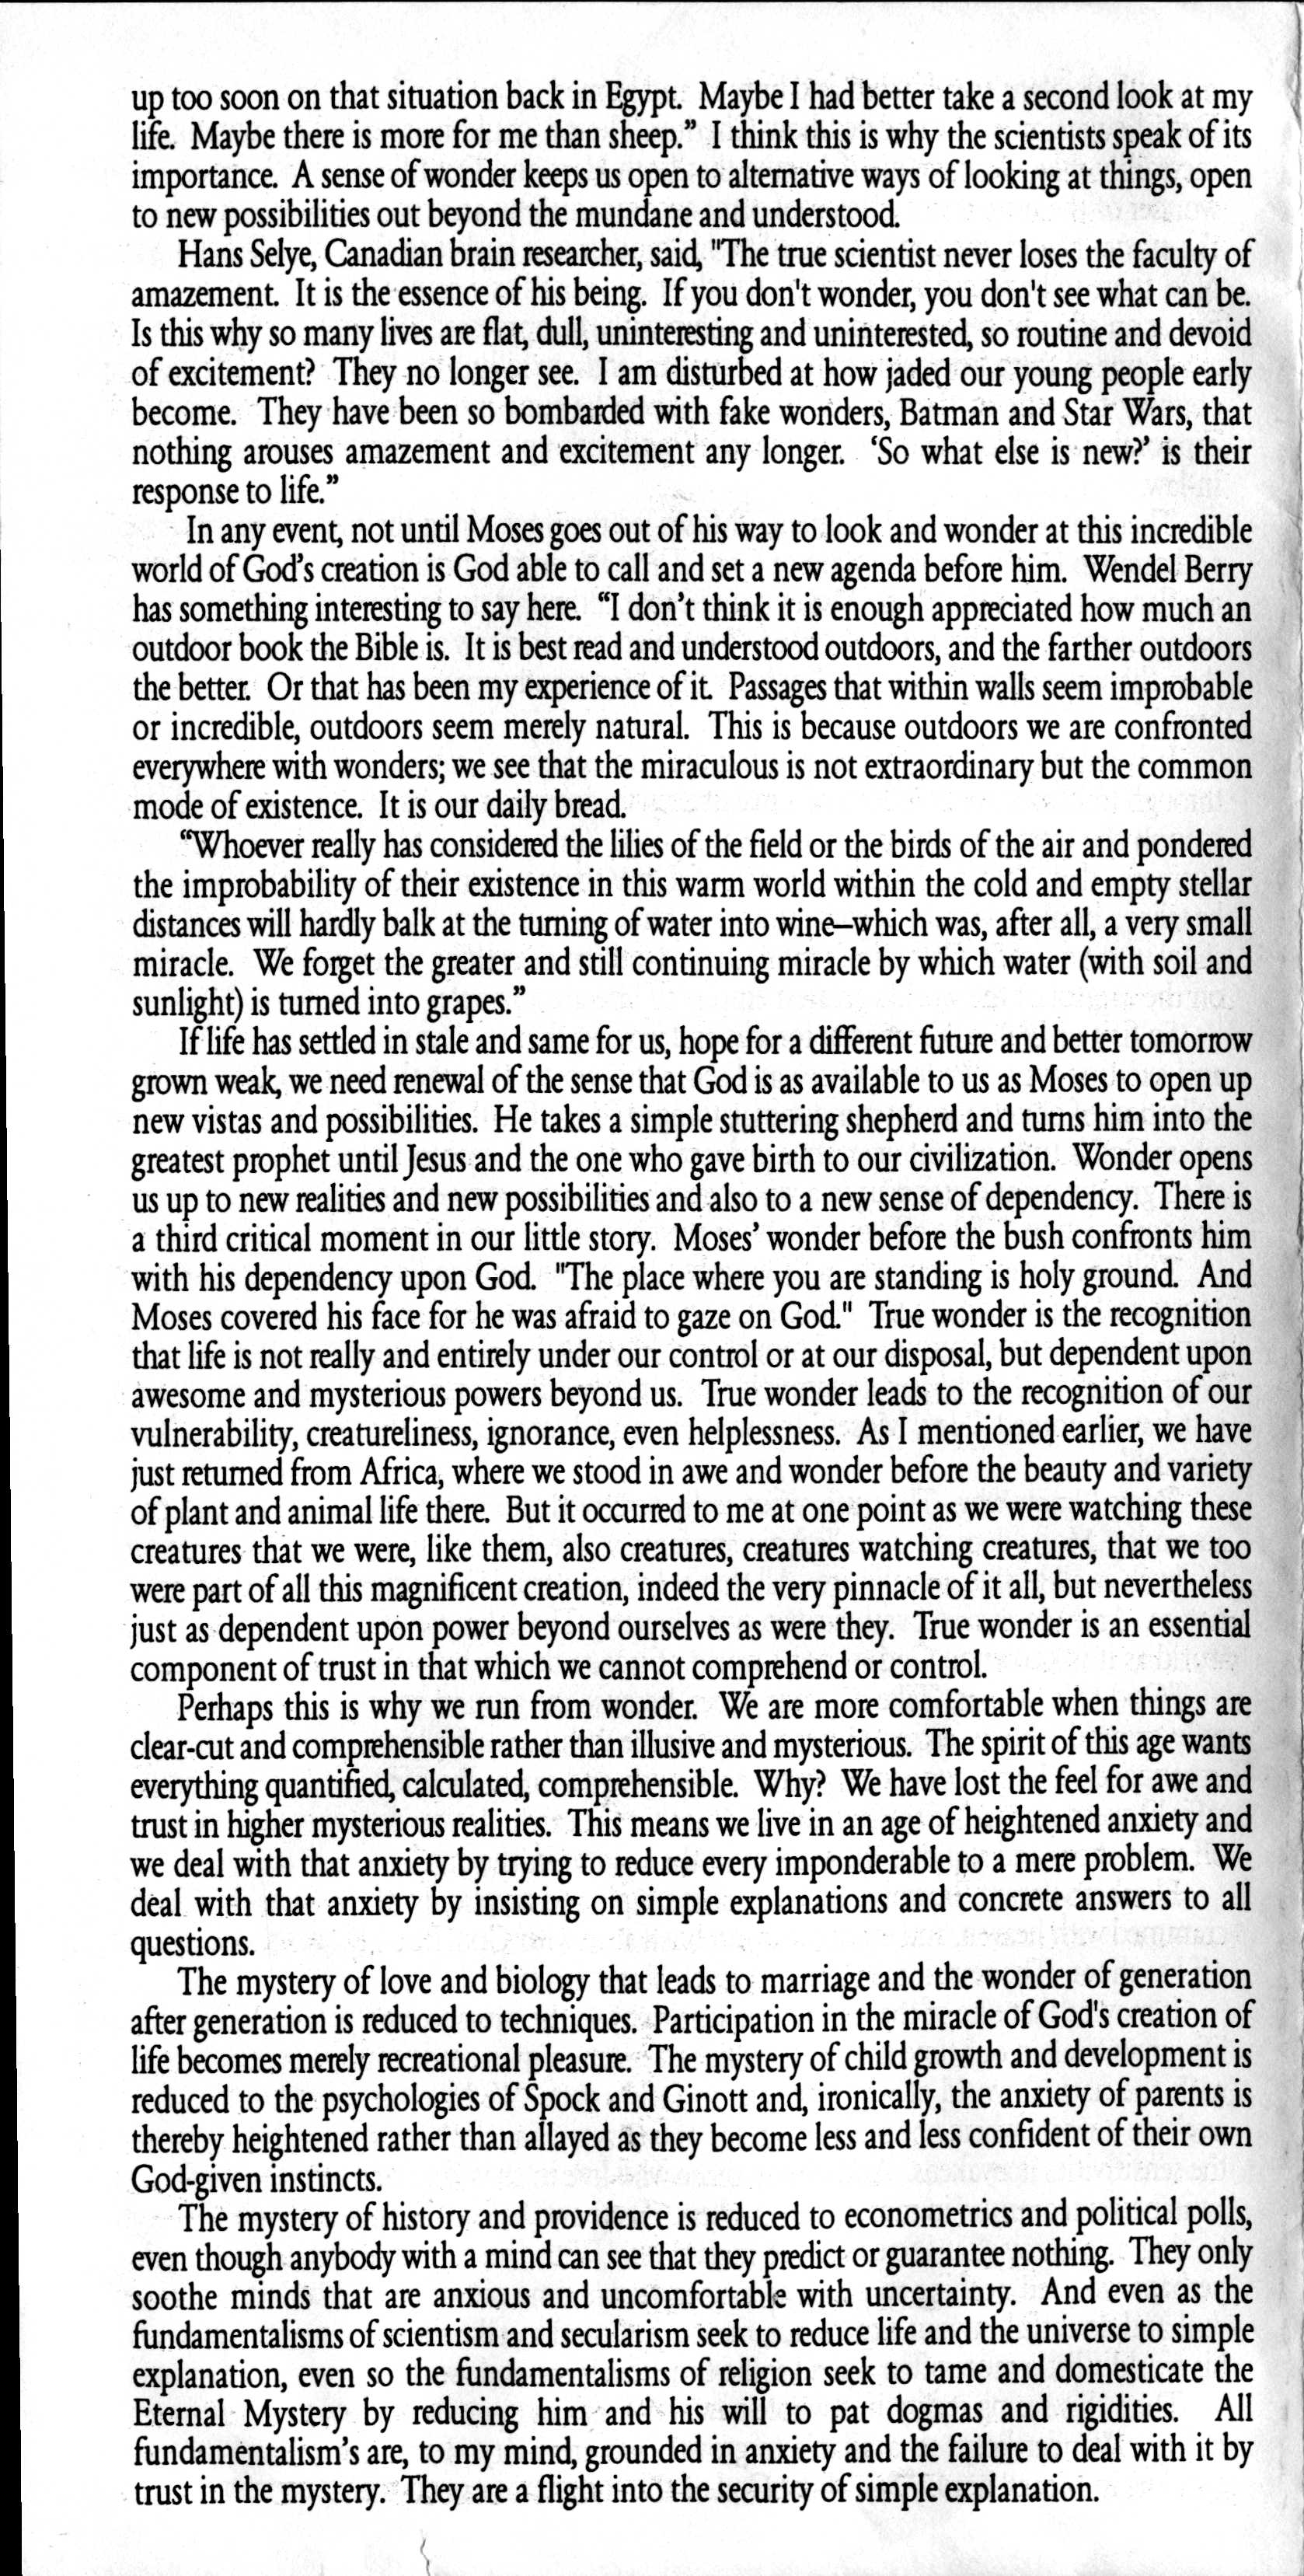 up too soon on that situation back in Egypt. Maybe I had better take a second look at my
life. Maybe there is more for me than sheep.” I think this is why the scientists speak of its
importance. A sense of wonder keeps us open to alternative ways of looking at things, open
to new possibilities out beyond the mundane and understood.
Hans Selye, Canadian brain researcher, said, "The true scientist never loses the faculty of
amazement. It is the essence of his being. If you don't wonder, you don't see what can be.
Is this why so many lives are flat, dull, uninteresting and uninterested, so routine and devoid
of excitement? They no longer see. I am disturbed at how jaded our young people early
become. They have been so bombarded with fake wonders, Batman and Star Wars, that
nothing arouses amazement and excitement any longer. ‘So what else is new?’ is their
response to life.”
In any event, not until Moses goes out of his way to look and wonder at this incredible
world of God’s creation is God able to call and set a new agenda before him. Wendel Berry
has something interesting to say here. “I don’t think it is enough appreciated how much an
outdoor book the Bible is. It is best read and understood outdoors, and the farther outdoors
the better. Or that has been my experience of it. Passages that within walls seem improbable
or incredible, outdoors seem merely natural. This is because outdoors we are confronted
everywhere with wonders; we see that the miraculous is not extraordinary but the common
mode of existence. It is our daily bread.
“Whoever really has considered the lilies of the field or the birds of the air and pondered
the improbability of their existence in this warm world within the cold and empty stellar
distances will hardly balk at the turning of water into wine–which was, after all, a very small
miracle. We forget the greater and still continuing miracle by which water (with soil and
sunlight) is turned into grapes.”
If life has settled in stale and same for us, hope for a different future and better tomorrow
grown weak, we need renewal of the sense that God is as available to us as Moses to open up
new vistas and possibilities. He takes a simple stuttering shepherd and turns him into the
greatest prophet until Jesus and the one who gave birth to our civilization. Wonder opens
us up to new realities and new possibilities and also to a new sense of dependency. There is
a third critical moment in our little story. Moses’ wonder before the bush confronts him
with his dependency upon God. "The place where you are standing is holy ground. And
Moses covered his face for he was afraid to gaze on God." True wonder is the recognition
that life is not really and entirely under our control or at our disposal, but dependent upon
awesome and mysterious powers beyond us. True wonder leads to the recognition of our
vulnerability, creatureliness, ignorance, even helplessness. As I mentioned earlier, we have
just returned from Africa, where we stood in awe and wonder before the beauty and variety
of plant and animal life there. But it occurred to me at one point as we were watching these
creatures that we were, like them, also creatures, creatures watching creatures, that we too
were part of all this magnificent creation, indeed the very pinnacle of it all, but nevertheless
just as dependent upon power beyond ourselves as were they. True wonder is an essential
component of trust in that which we cannot comprehend or control.
Perhaps this is why we run from wonder. We are more comfortable when things are
clear-cut and comprehensible rather than illusive and mysterious. The spirit of this age wants
everything quantified, calculated, comprehensible. Why? We have lost the feel for awe and
trust in higher mysterious realities. This means we live in an age of heightened anxiety and
we deal with that anxiety by trying to reduce every imponderable to a mere problem. We
deal with that anxiety by insisting on simple explanations and concrete answers to all
questions.
The mystery of love and biology that leads to marriage and the wonder of generation
after generation is reduced to techniques. Participation in the miracle of God's creation of
life becomes merely recreational pleasure. The mystery of child growth and development is
reduced to the psychologies of Spock and Ginott and, ironically, the anxiety of parents is
thereby heightened rather than allayed as they become less and less confident of their own
God-given instincts.
The mystery of history and providence is reduced to econometrics and political polls,
even though anybody with a mind can see that they predict or guarantee nothing. They only
soothe minds that are anxious and uncomfortable with uncertainty. And even as the
fundamentalisms of scientism and secularism seek to reduce life and the universe to simple
explanation, even so the fundamentalisms of religion seek to tame and domesticate the
Eternal Mystery by reducing him and his will to pat dogmas and rigidities. All
fundamentalism’s are, to my mind, grounded in anxiety and the failure to deal with it by
trust in the mystery. They are a flight into the security of simple explanation.